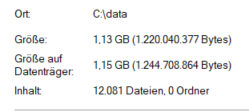 Ort: C:\data
Größe: 1,13 GB (1.220.040.377 Bytes)
Größe auf
Datenträger: 1,15 GB (1.244.708.864 Bytes)
Inhalt: 12.081 Dateien, 0 Ordner